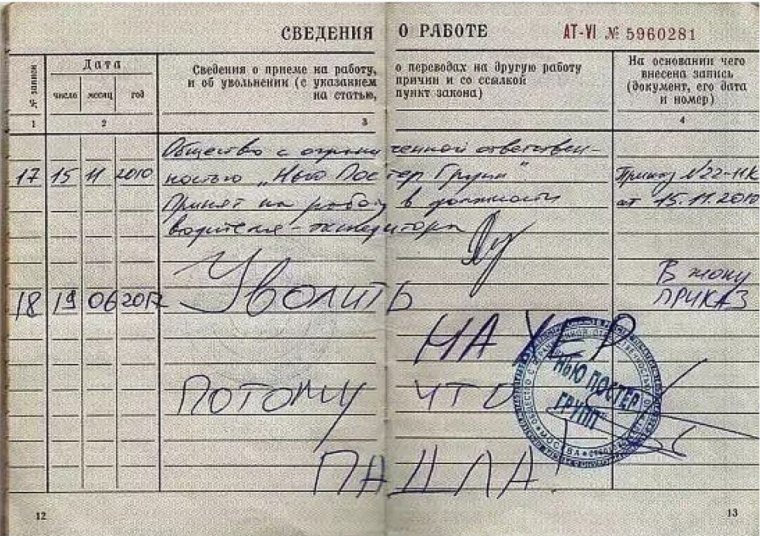 СВЕДЕНИЯ О РАБОТЕ
АТ-VI № 5960281
№ записи
Дата
число месяц год
Сведения о приеме на работу, о переводах на другую работу
и об увольнении (с указанием причин и со ссылкой
на статью, пункт закона)
На основании чего
внесена запись
(документ, его дата
и номер)
1 2 3 4
Общество с ограниченной ответствен-
17 15 11 2010 ностью „Нью Постер Групп" Приказ №22-НК
Принят на работу в должности от 15.11.2010
водителя-экспедитора
18 19 06 2012 Уволить В жопу
ПРИКАЗ
НАХЕР
ПОТОМУ ЧТО
ПАДЛА!
НЬЮ ПОСТЕР
ГРУПП
МОСКВА
12 13